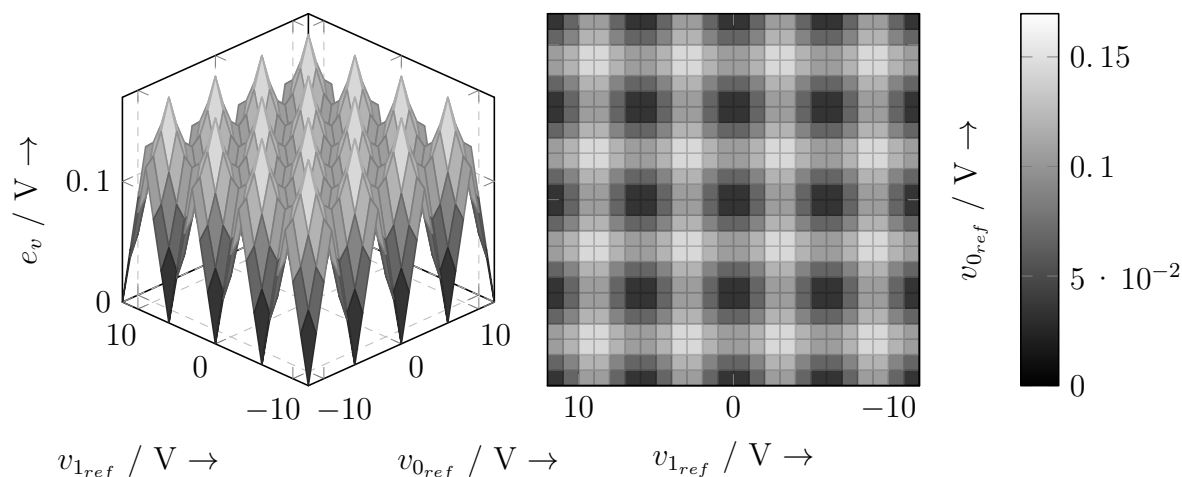 e_v / V →
0.1
0
10
0
−10
−10
0
10
v_{1_{ref}} / V →
v_{0_{ref}} / V →
10
0
−10
v_{1_{ref}} / V →
v_{0_{ref}} / V →
0.15
0.1
5 · 10^{−2}
0